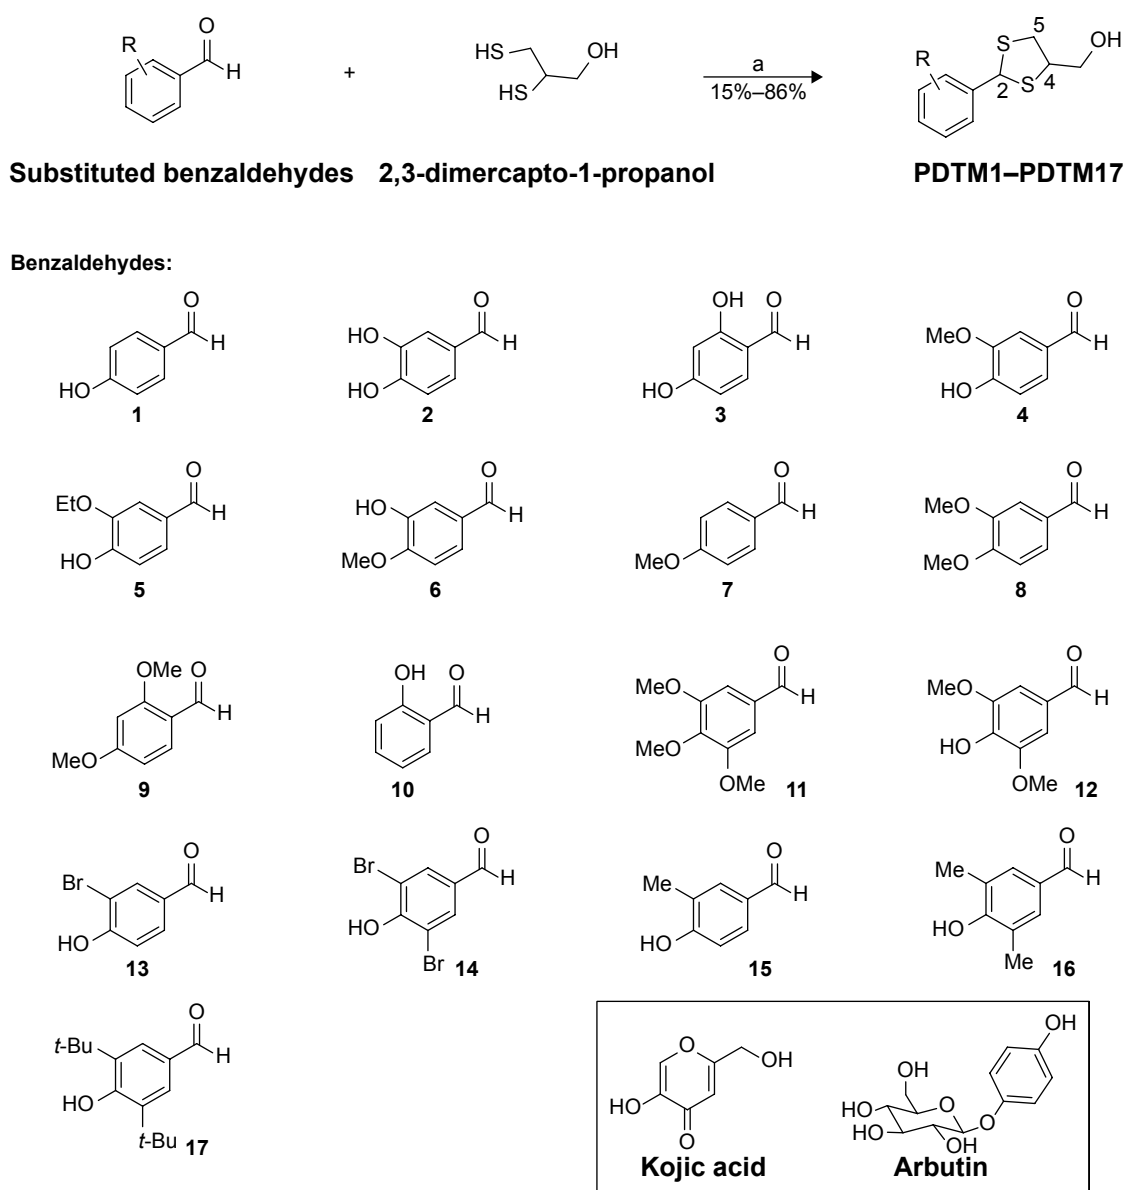 R O H + HS HS OH a 15%–86% R S S 5 4 2 OH
Substituted benzaldehydes 2,3-dimercapto-1-propanol PDTM1–PDTM17
Benzaldehydes:
HO O H
1
HO HO O H
2
OH HO O H
3
MeO HO O H
4
EtO HO O H
5
HO MeO O H
6
MeO O H
7
MeO MeO O H
8
OMe MeO O H
9
OH O H
10
MeO MeO OMe O H
11
MeO HO OMe O H
12
Br HO O H
13
Br HO Br O H
14
Me HO O H
15
Me HO Me O H
16
t-Bu HO t-Bu O H
17
O OH HO O
Kojic acid
OH OH HO HO O OH O
Arbutin